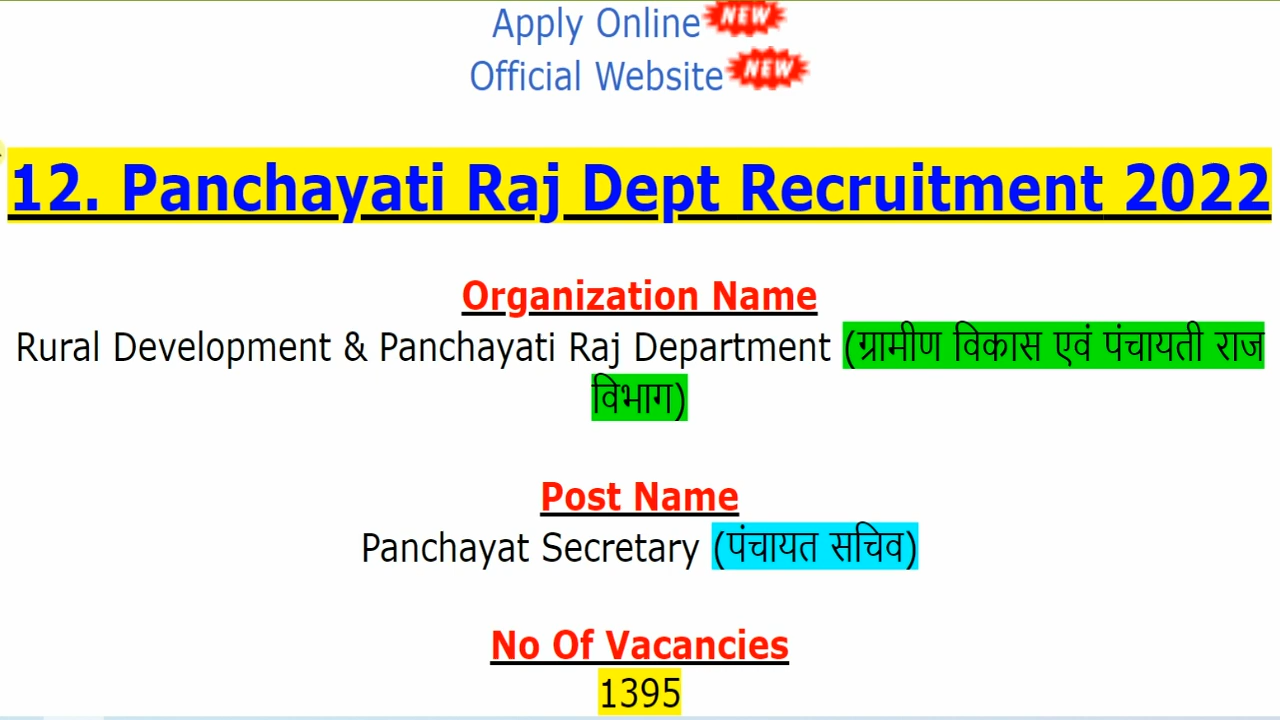 Apply Online NEW
Official Website NEW
12. Panchayati Raj Dept Recruitment 2022
Organization Name
Rural Development & Panchayati Raj Department (ग्रामीण विकास एवं पंचायती राज
विभाग)
Post Name
Panchayat Secretary (पंचायत सचिव)
No Of Vacancies
1395